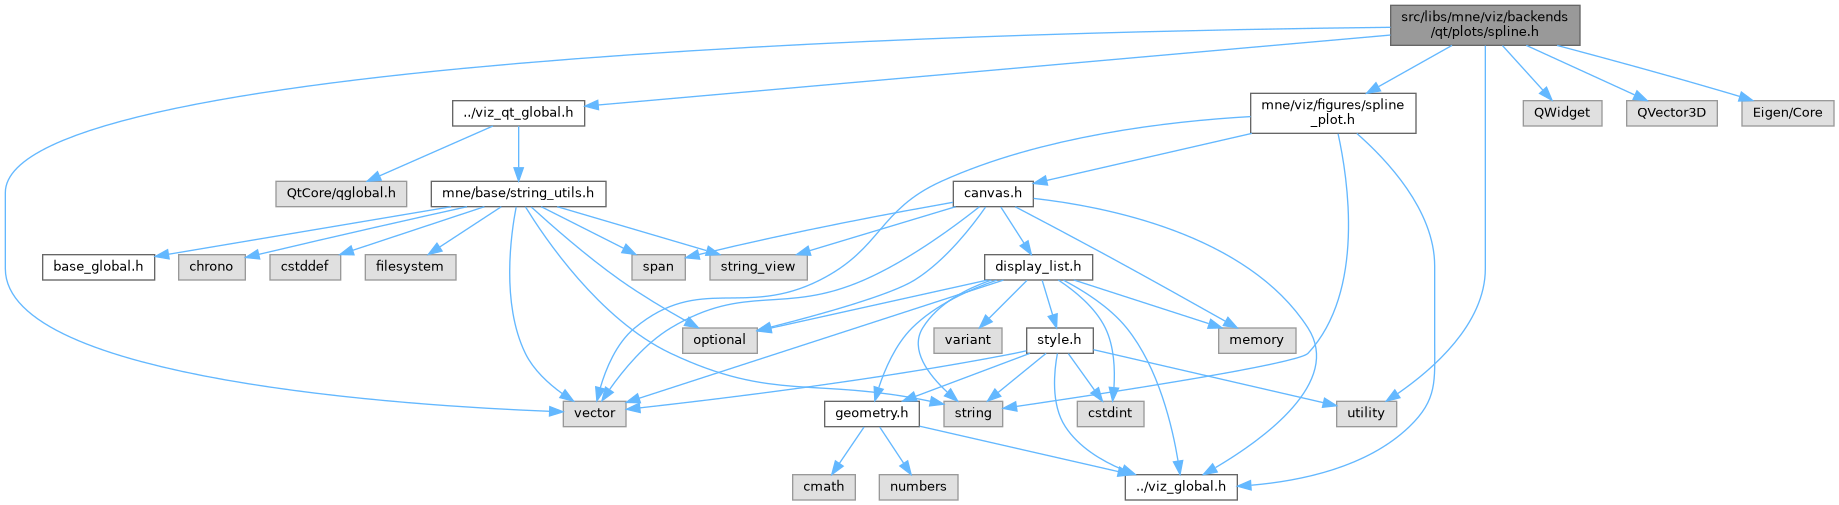 src/libs/mne/viz/backends
/qt/plots/spline.h
../viz_qt_global.h
mne/viz/figures/spline
_plot.h
QWidget
QVector3D
Eigen/Core
QtCore/qglobal.h
mne/base/string_utils.h
canvas.h
base_global.h
chrono
cstddef
filesystem
span
string_view
display_list.h
optional
variant
style.h
memory
vector
geometry.h
string
cstdint
utility
cmath
numbers
../viz_global.h